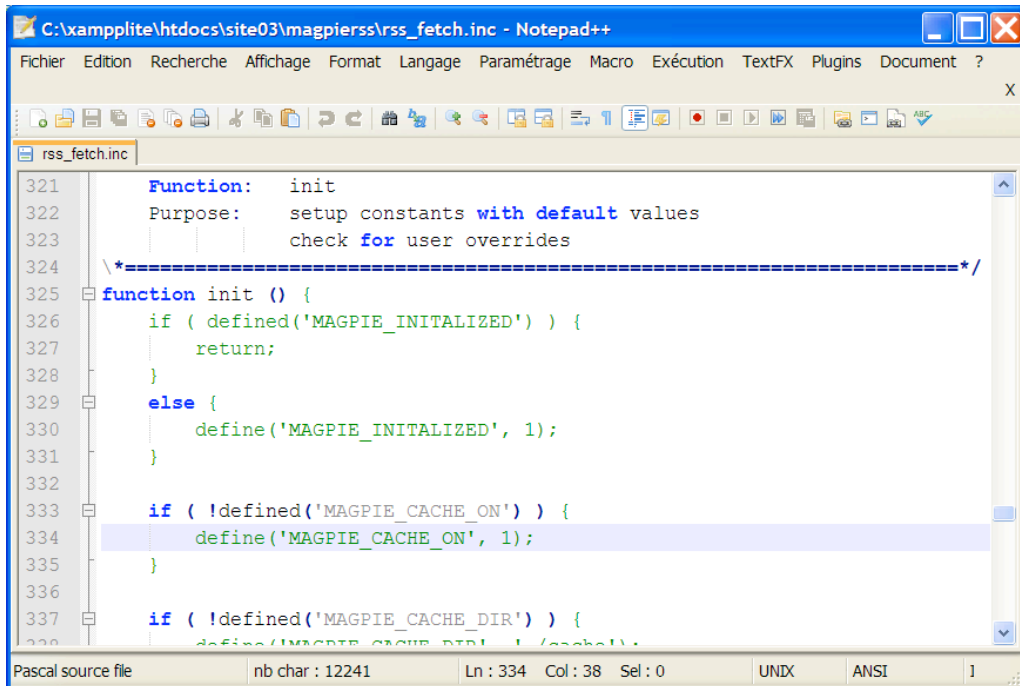 C:\xampplite\htdocs\site03\magpierss\rss_fetch.inc - Notepad++
Fichier Edition Recherche Affichage Format Langage Paramétrage Macro Exécution TextFX Plugins Document ?
X
rss_fetch.inc
321 Function: init
322 Purpose: setup constants with default values
323 check for user overrides
324 \*=======================================================================*/
325 function init () {
326 if ( defined('MAGPIE_INITALIZED') ) {
327 return;
328 }
329 else {
330 define('MAGPIE_INITALIZED', 1);
331 }
332
333 if ( !defined('MAGPIE_CACHE_ON') ) {
334 define('MAGPIE_CACHE_ON', 1);
335 }
336
337 if ( !defined('MAGPIE_CACHE_DIR') ) {
338 define('MAGPIE_CACHE_DIR', './cache');
Pascal source file nb char : 12241 Ln : 334 Col : 38 Sel : 0 UNIX ANSI I